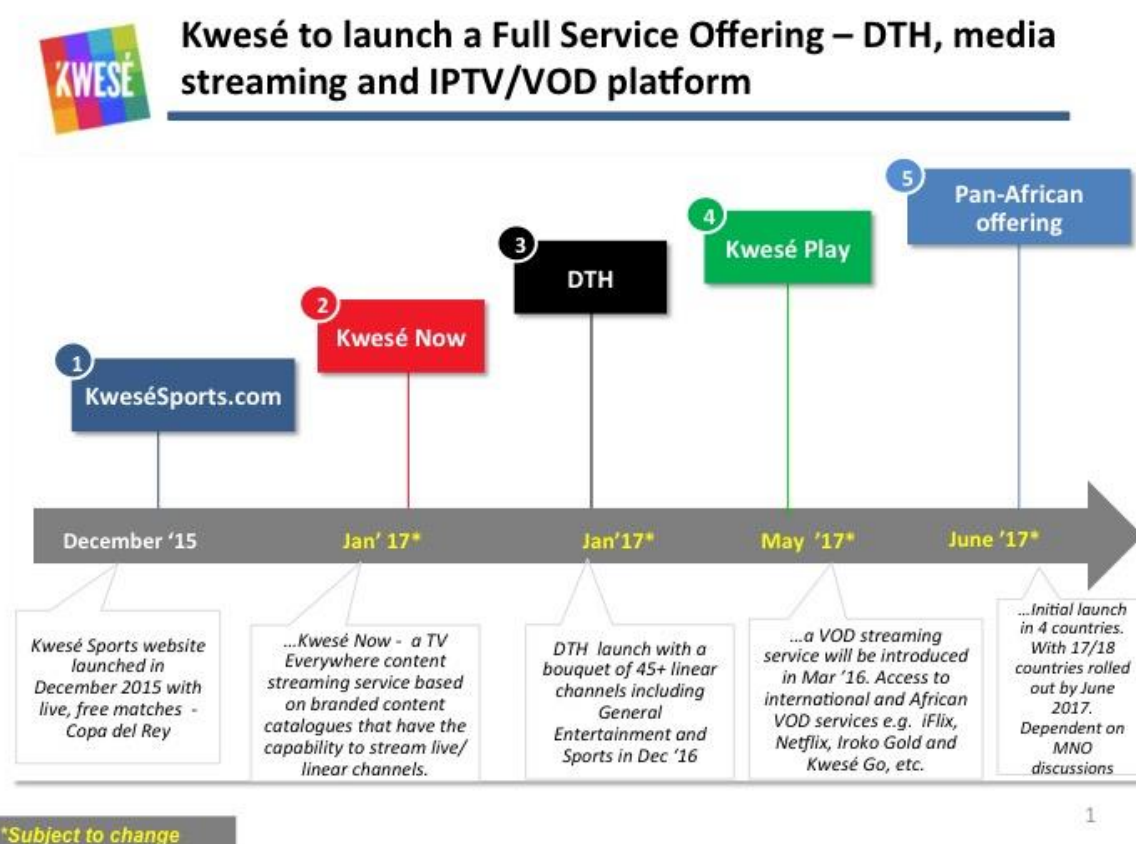 KWESÉ
Kwesé to launch a Full Service Offering – DTH, media
streaming and IPTV/VOD platform
1
KweséSports.com
2
Kwesé Now
3
DTH
4
Kwesé Play
5
Pan-African
offering
December ‘15
Jan’ 17*
Jan’17*
May ’17*
June ’17*
Kwesé Sports website
launched in
December 2015 with
live, free matches -
Copa del Rey
...Kwesé Now - a TV
Everywhere content
streaming service based
on branded content
catalogues that have the
capability to stream live/
linear channels.
DTH launch with a
bouquet of 45+ linear
channels including
General
Entertainment and
Sports in Dec ‘16
...a VOD streaming
service will be introduced
in Mar ’16. Access to
international and African
VOD services e.g. iFlix,
Netflix, Iroko Gold and
Kwesé Go, etc.
...Initial launch
in 4 countries.
With 17/18
countries rolled
out by June
2017.
Dependent on
MNO
discussions
1
*Subject to change